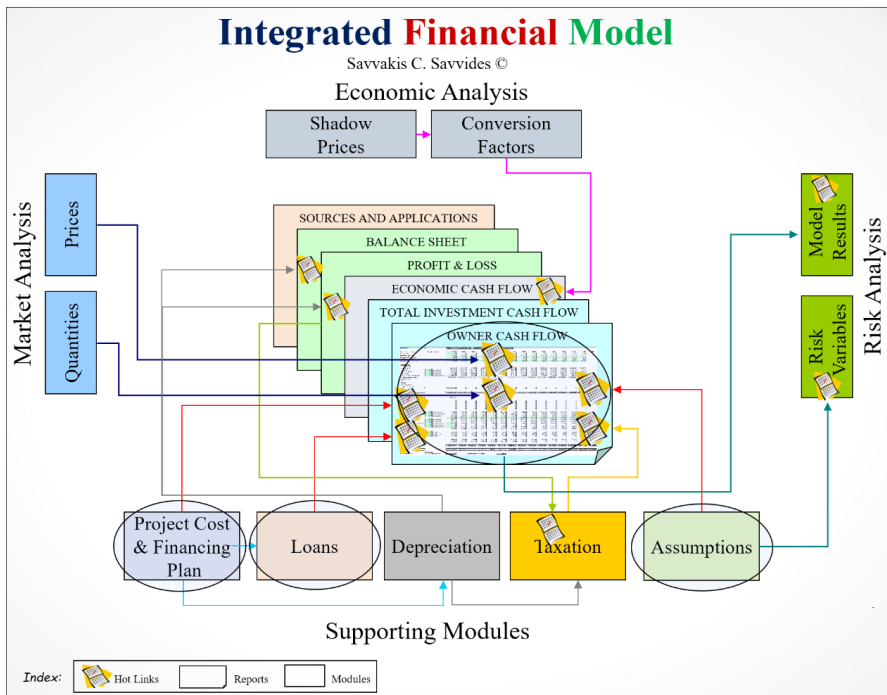 Integrated Financial Model
Savvakis C. Savvides ©
Economic Analysis
Shadow
Prices
Conversion
Factors
Market Analysis
Prices
Quantities
SOURCES AND APPLICATIONS
BALANCE SHEET
PROFIT & LOSS
ECONOMIC CASH FLOW
TOTAL INVESTMENT CASH FLOW
OWNER CASH FLOW
Model
Results
Risk
Variables
Risk Analysis
Project Cost
& Financing
Plan
Loans
Depreciation
Taxation
Assumptions
Supporting Modules
Index:
Hot Links
Reports
Modules